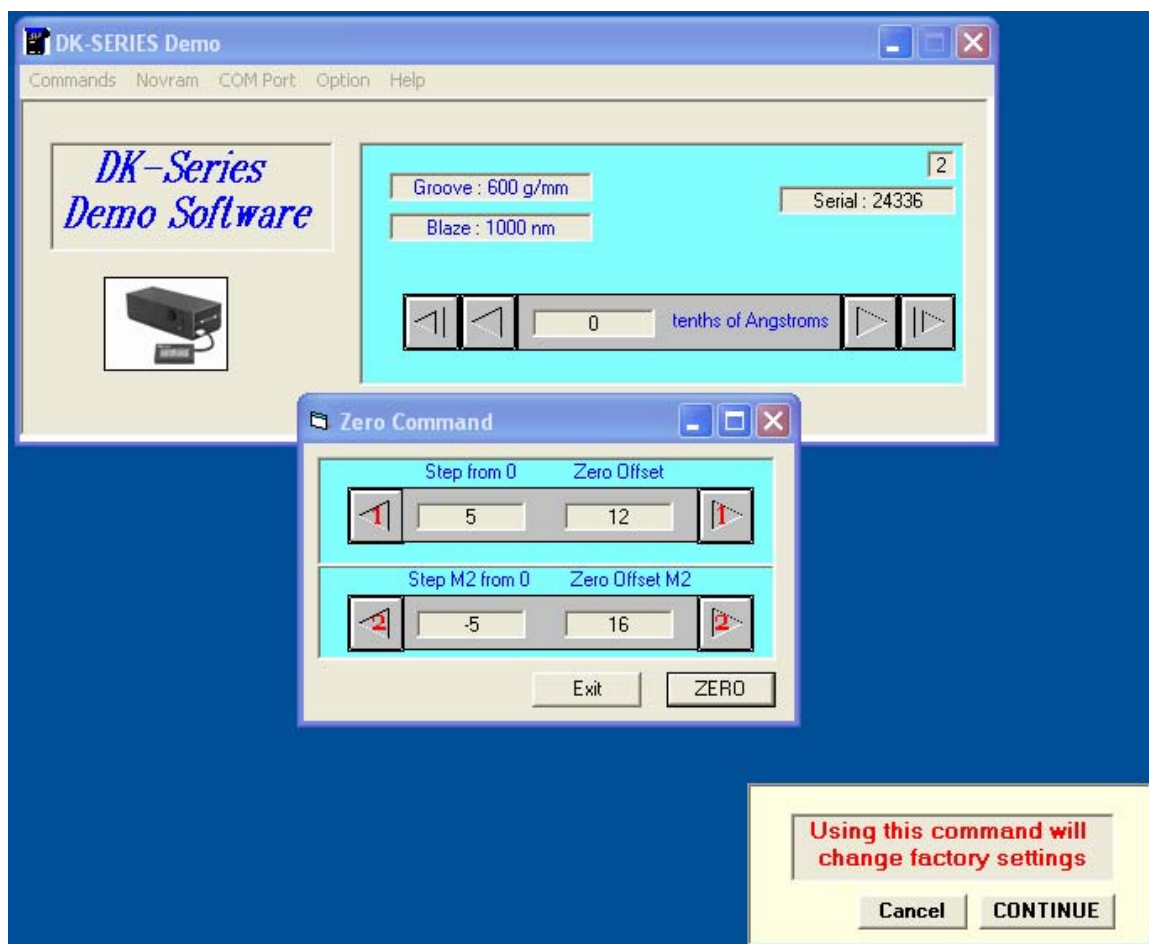 DK-SERIES Demo
Commands Novram COM Port Option Help
DK-Series
Demo Software
Groove : 600 g/mm
Blaze : 1000 nm
2
Serial : 24336
0 tenths of Angstroms
Zero Command
Step from 0 Zero Offset
1 5 12 1
Step M2 from 0 Zero Offset M2
2 -5 16 2
Exit ZERO
Using this command will
change factory settings
Cancel CONTINUE